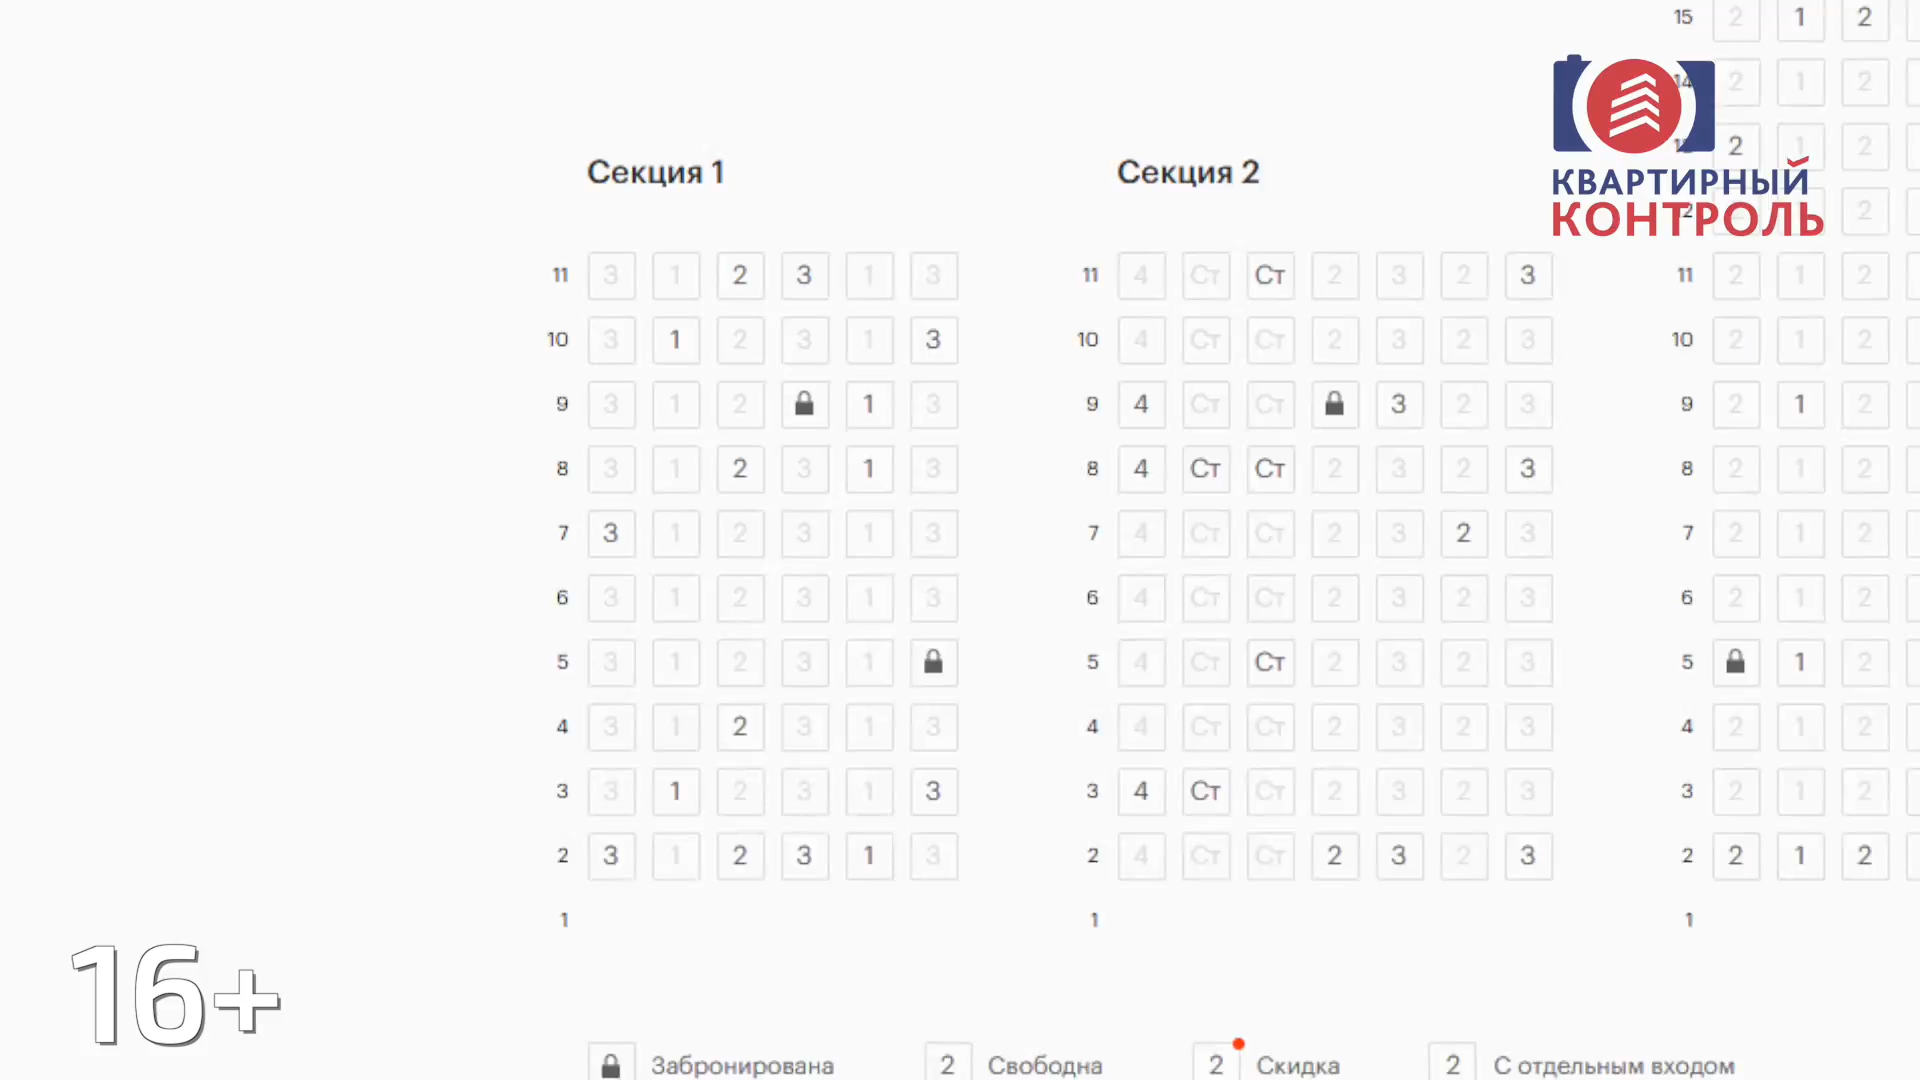 15 2 1 2
14 2 1 2
2 1 2
КВАРТИРНЫЙ
КОНТРОЛЬ
2
Секция 1
Секция 2
11 3 1 2 3 1 3 11 4 Ст Ст 2 3 2 3 11 2 1 2
10 3 1 2 3 1 3 10 4 Ст Ст 2 3 2 3 10 2 1 2
9 3 1 2 1 3 9 4 Ст Ст 3 2 3 9 2 1 2
8 3 1 2 3 1 3 8 4 Ст Ст 2 3 2 3 8 2 1 2
7 3 1 2 3 1 3 7 4 Ст Ст 2 3 2 3 7 2 1 2
6 3 1 2 3 1 3 6 4 Ст Ст 2 3 2 3 6 2 1 2
5 3 1 2 3 1 5 4 Ст Ст 2 3 2 3 5 1 2
4 3 1 2 3 1 3 4 4 Ст Ст 2 3 2 3 4 2 1 2
3 3 1 2 3 1 3 3 4 Ст Ст 2 3 2 3 3 2 1 2
2 3 1 2 3 1 3 2 4 Ст Ст 2 3 2 3 2 2 1 2
1 1 1
16+
Забронирована 2 Свободна 2 Скидка 2 С отдельным входом